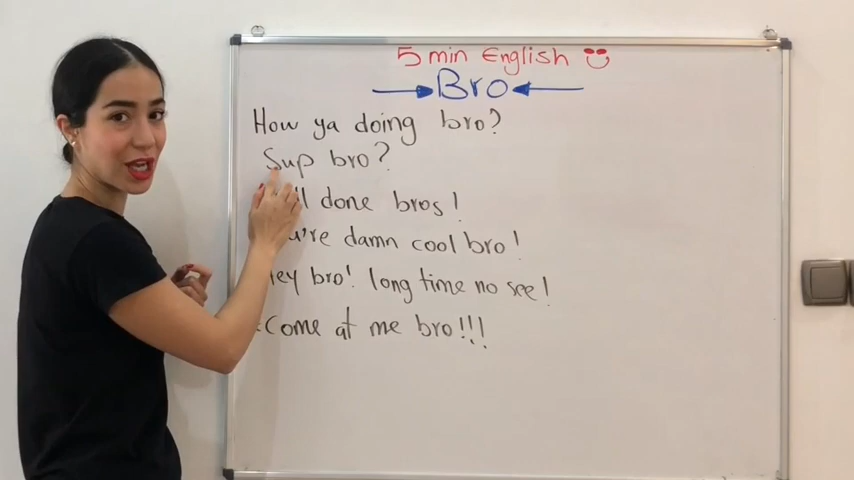 5 min English
Bro
How ya doing bro?
Sup bro?
done bros!
damn cool bro!
bro! long time no see!
come at me bro!!!